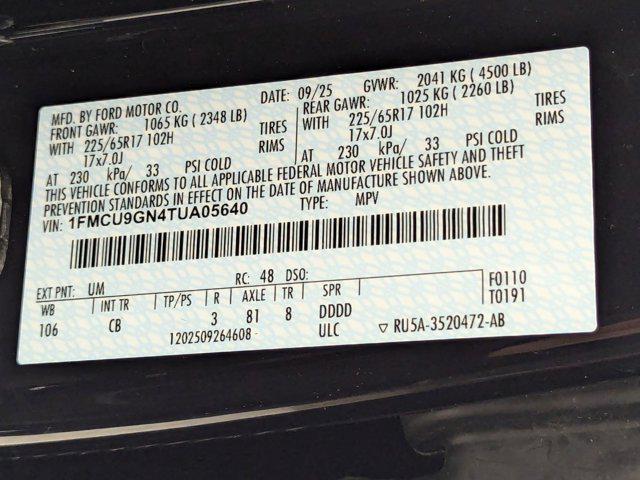 MFD. BY FORD MOTOR CO. DATE: 09/25 GVWR: 2041 KG ( 4500 LB)
FRONT GAWR: 1065 KG ( 2348 LB) REAR GAWR: 1025 KG ( 2260 LB)
WITH 225/65R17 102H TIRES WITH 225/65R17 102H TIRES
17x7.0J RIMS 17x7.0J RIMS
AT 230 kPa/ 33 PSI COLD AT 230 kPa/ 33 PSI COLD
THIS VEHICLE CONFORMS TO ALL APPLICABLE FEDERAL MOTOR VEHICLE SAFETY AND THEFT
PREVENTION STANDARDS IN EFFECT ON THE DATE OF MANUFACTURE SHOWN ABOVE.
VIN: 1FMCU9GN4TUA05640 TYPE: MPV
EXT PNT: UM RC: 48 DSO: F0110
WB INT TR TP/PS R AXLE TR SPR T0191
106 CB 3 81 8 DDDD
1202509264608 ULC ▽ RU5A-3520472-AB